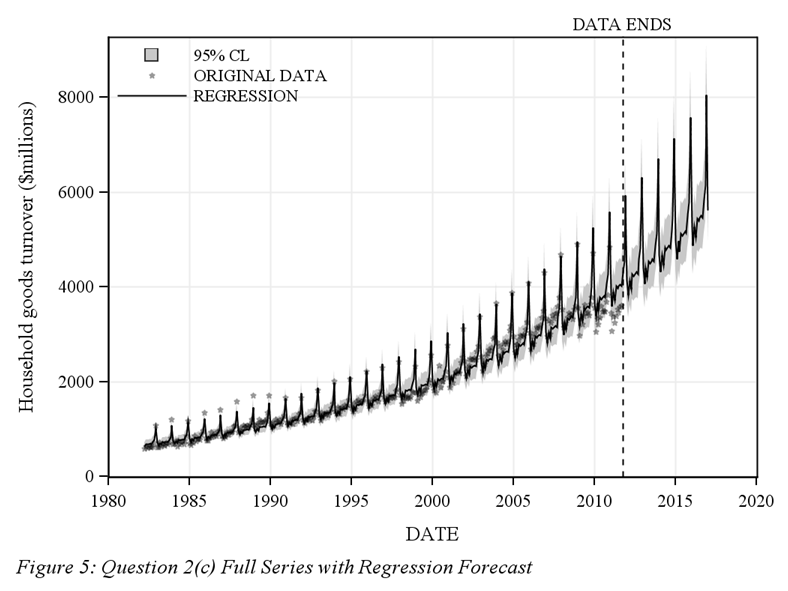 DATA ENDS
95% CL
ORIGINAL DATA
REGRESSION
Household goods turnover ($millions)
8000
6000
4000
2000
0
1980 1985 1990 1995 2000 2005 2010 2015 2020
DATE
Figure 5: Question 2(c) Full Series with Regression Forecast